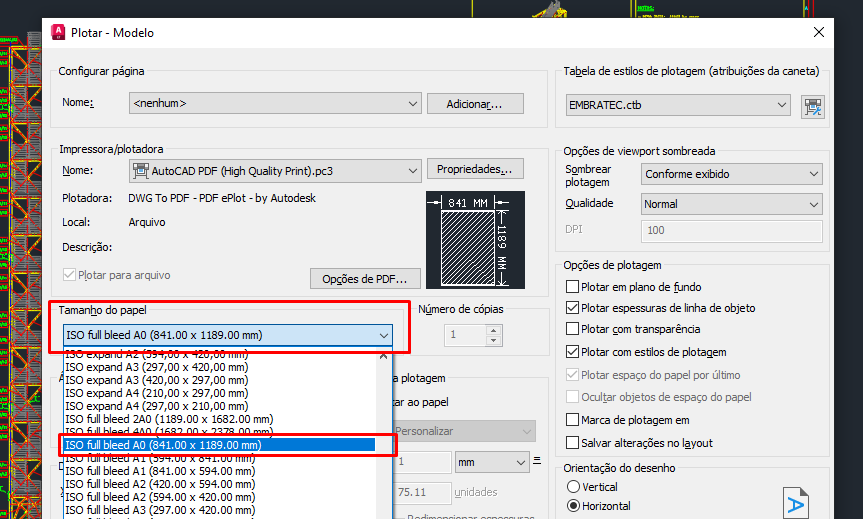 NOTAS:
Plotar - Modelo
Configurar página
Nome:
<nenhum>
Adicionar...
Tabela de estilos de plotagem (atribuições da caneta)
EMBRATEC.ctb
Impressora/plotadora
Nome:
AutoCAD PDF (High Quality Print).pc3
Propriedades...
Plotadora:
DWG To PDF - PDF ePlot - by Autodesk
Local:
Arquivo
Descrição:
Plotar para arquivo
Opções de PDF...
841 MM
1189 MM
Opções de viewport sombreada
Sombrear
plotagem
Conforme exibido
Qualidade
Normal
DPI
100
Tamanho do papel
ISO full bleed A0 (841.00 x 1189.00 mm)
Número de cópias
1
ISO expand A2 (594,00 x 420,00 mm)
ISO expand A3 (297,00 x 420,00 mm)
ISO expand A3 (420,00 x 297,00 mm)
ISO expand A4 (210,00 x 297,00 mm)
ISO expand A4 (297,00 x 210,00 mm)
ISO full bleed 2A0 (1189.00 x 1682.00 mm)
ISO full bleed 4A0 (1682.00 x 2378.00 mm)
ISO full bleed A0 (841.00 x 1189.00 mm)
ISO full bleed A1 (594.00 x 841.00 mm)
ISO full bleed A1 (841.00 x 594.00 mm)
ISO full bleed A2 (420.00 x 594.00 mm)
ISO full bleed A2 (594.00 x 420.00 mm)
ISO full bleed A3 (297.00 x 420.00 mm)
a plotagem
ar ao papel
Personalizar
1
mm
=
75.11
unidades
Redimensionar espessuras
Opções de plotagem
Plotar em plano de fundo
Plotar espessuras de linha de objeto
Plotar com transparência
Plotar com estilos de plotagem
Plotar espaço do papel por último
Ocultar objetos de espaço do papel
Marca de plotagem em
Salvar alterações no layout
Orientação do desenho
Vertical
Horizontal
A